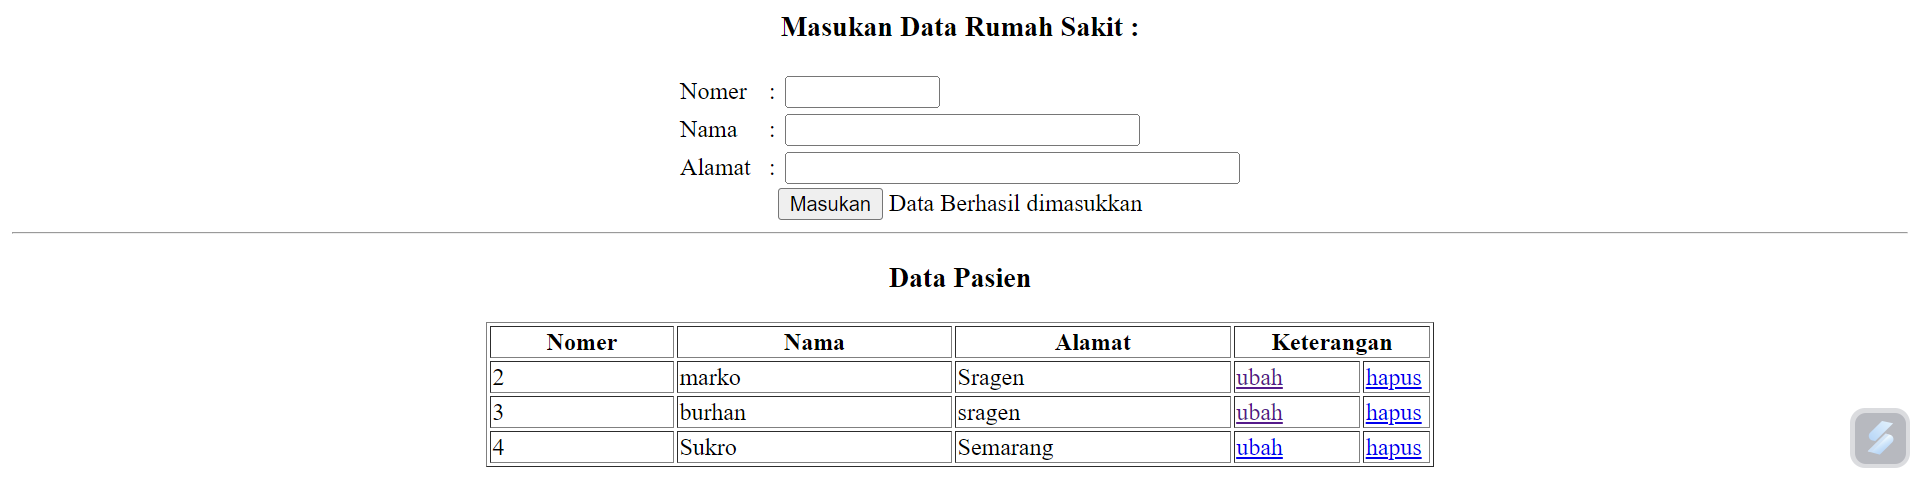 Masukan Data Rumah Sakit :
Nomer :
Nama :
Alamat :
Masukan Data Berhasil dimasukkan
Data Pasien
Nomer Nama Alamat Keterangan
2 marko Sragen ubah hapus
3 burhan sragen ubah hapus
4 Sukro Semarang ubah hapus